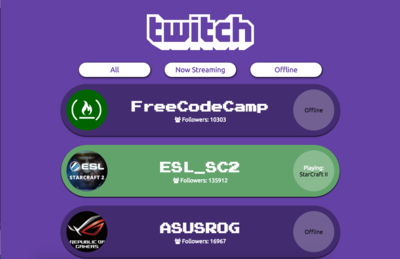 twitch
All
Now Streaming
Offline
FreeCodeCamp
Followers: 10303
Offline
ESL
STARCRAFT 2
ESL_SC2
Followers: 135912
Playing:
StarCraft II
REPUBLIC OF
GAMERS
ASUSROG
Followers: 16967
Offline